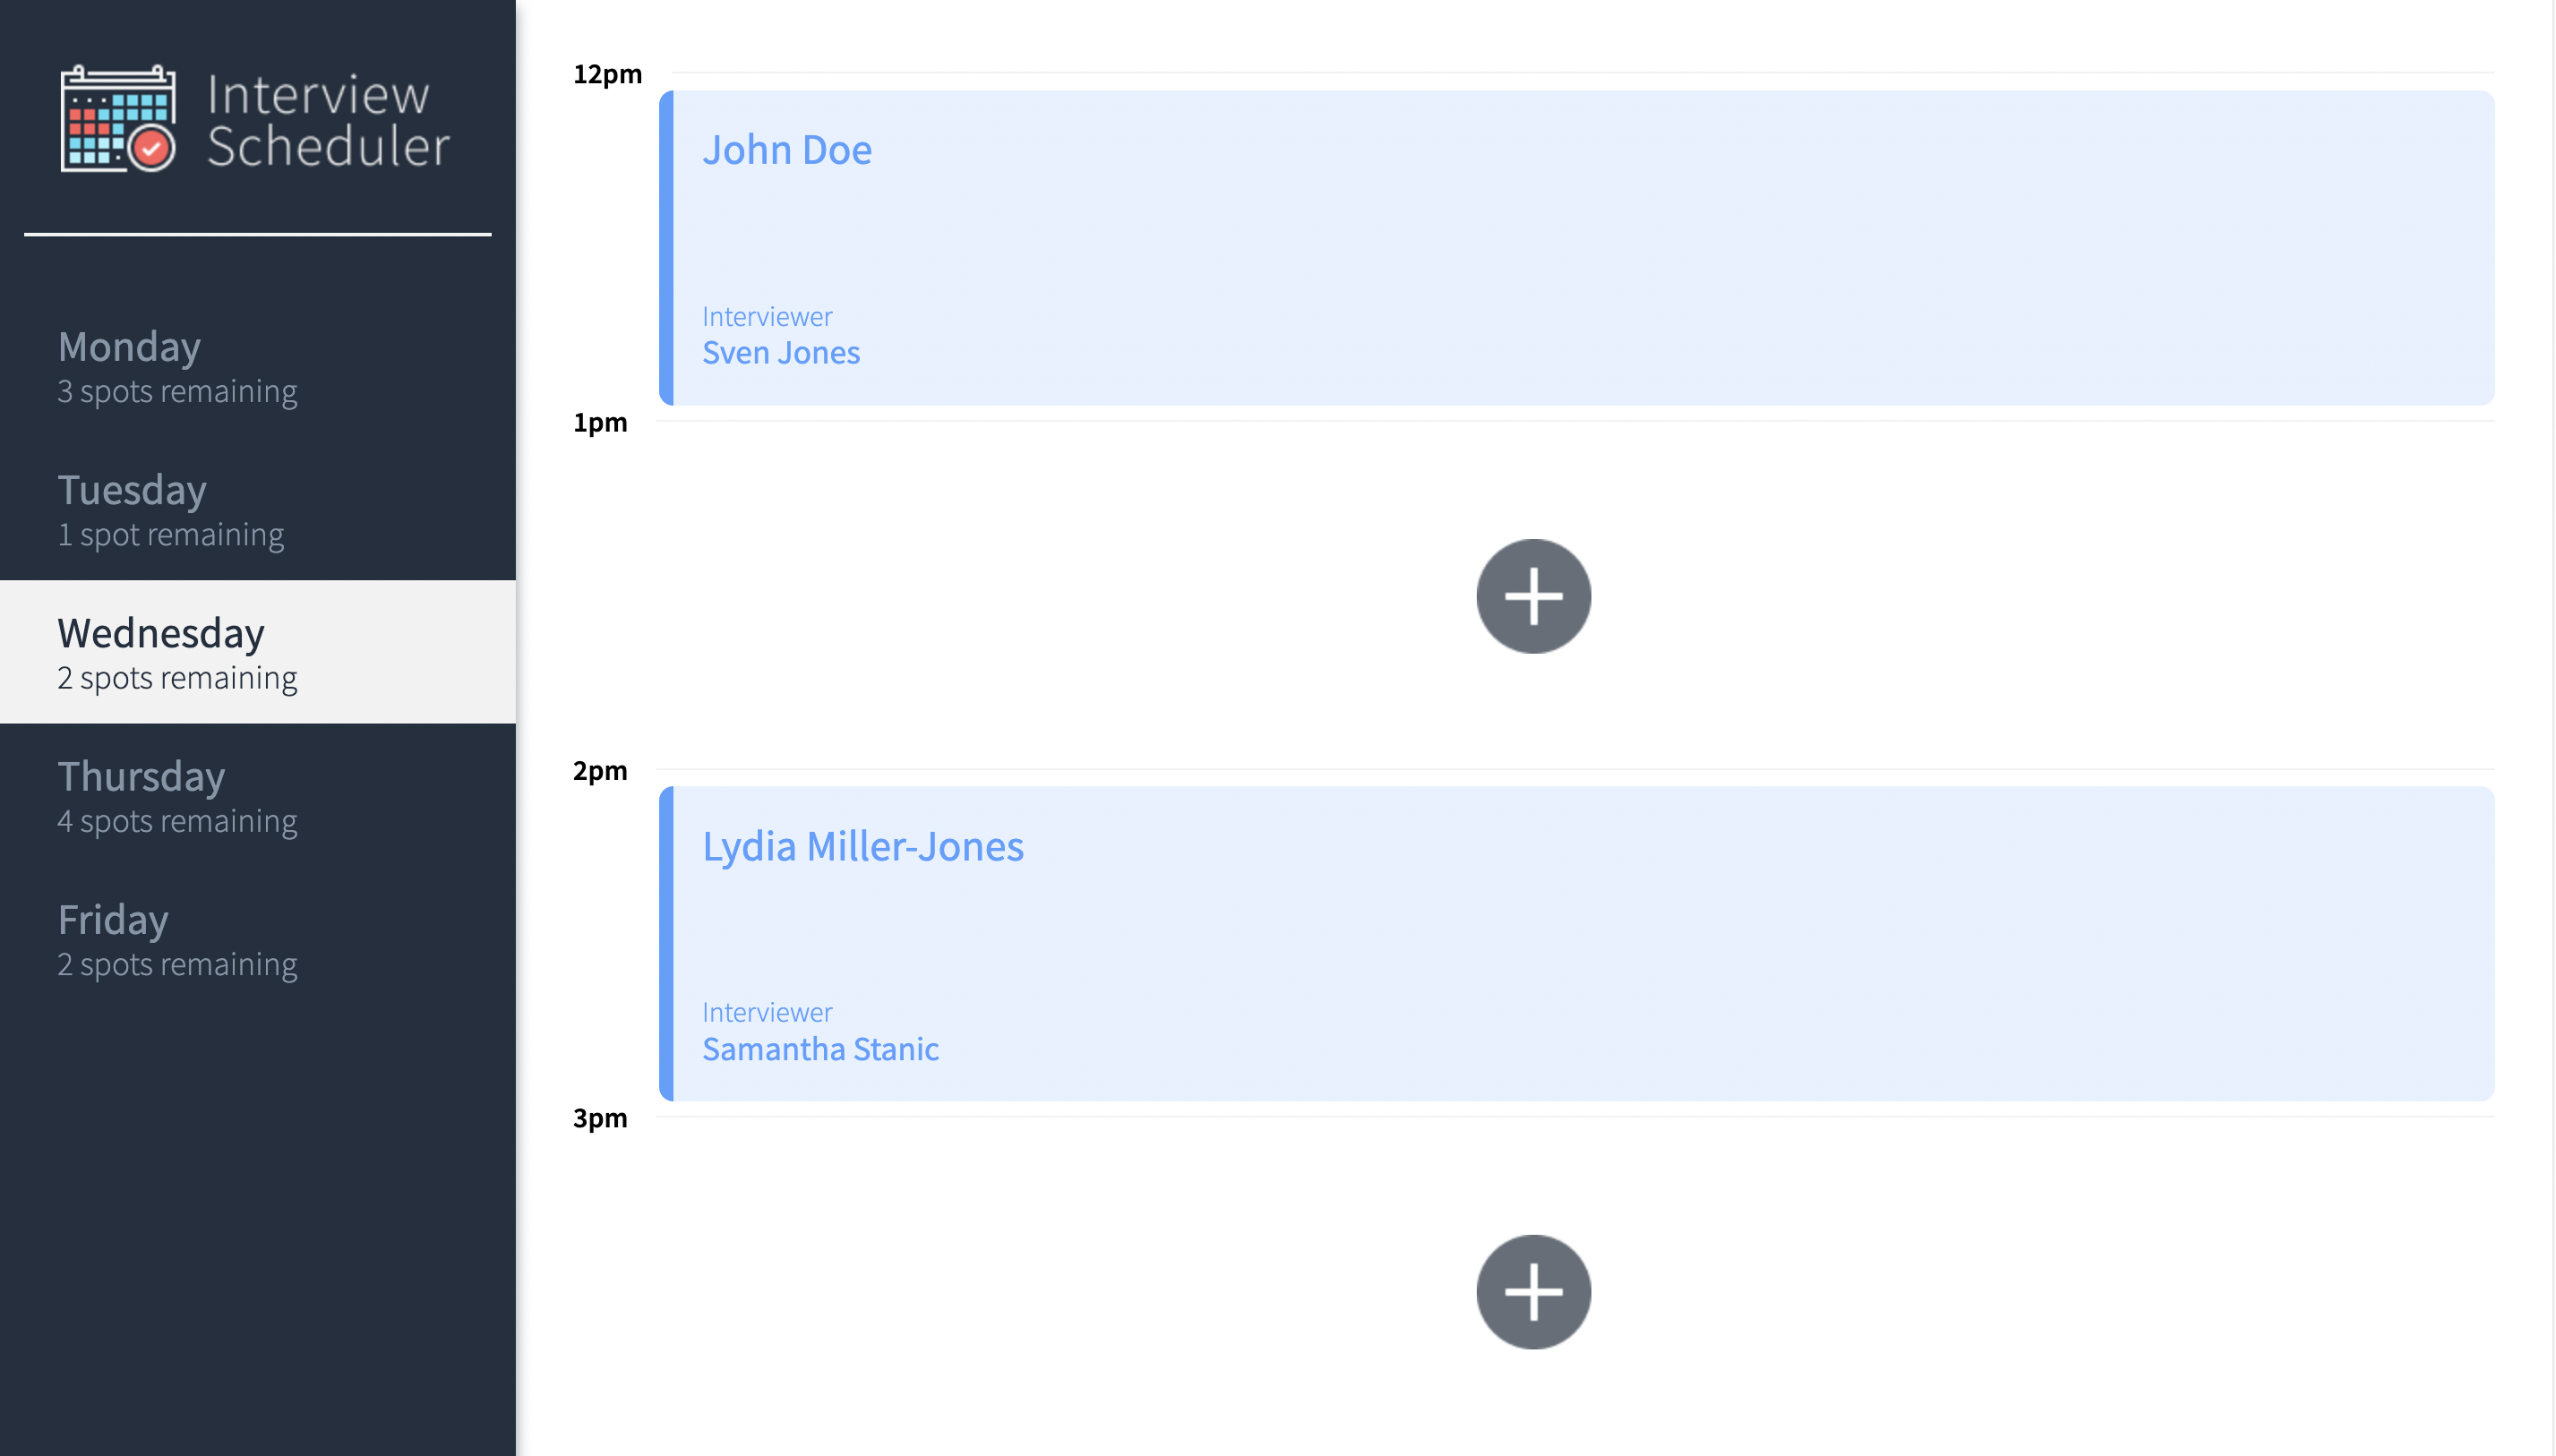 Interview
Scheduler
Monday
3 spots remaining
Tuesday
1 spot remaining
Wednesday
2 spots remaining
Thursday
4 spots remaining
Friday
2 spots remaining
12pm
John Doe
Interviewer
Sven Jones
1pm
2pm
Lydia Miller-Jones
Interviewer
Samantha Stanic
3pm